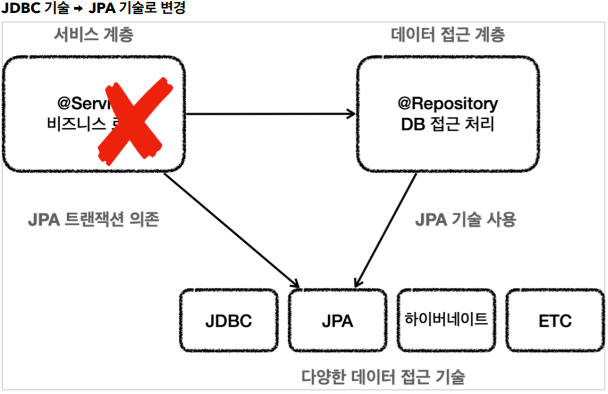 JDBC 기술 → JPA 기술로 변경
서비스 계층
데이터 접근 계층
@Servi
비즈니스
@Repository
DB 접근 처리
JPA 트랜잭션 의존
JPA 기술 사용
JDBC
JPA
하이버네이트
ETC
다양한 데이터 접근 기술